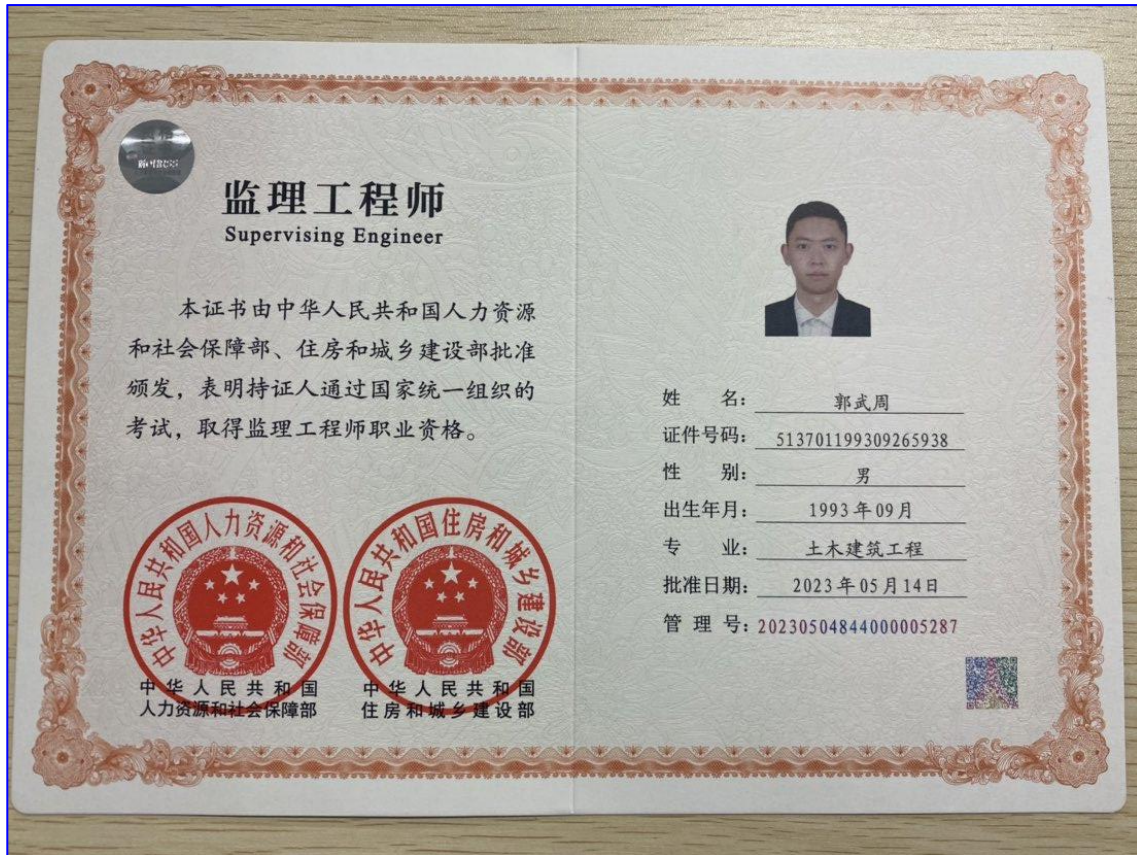 监理工程师
Supervising Engineer
本证书由中华人民共和国人力资源
和社会保障部、住房和城乡建设部批准
颁发，表明持证人通过国家统一组织的
考试，取得监理工程师职业资格。
中华人民共和国人力资源和社会保障部
中华人民共和国
人力资源和社会保障部
中华人民共和国住房和城乡建设部
中华人民共和国
住房和城乡建设部
姓 名：郭武周
证件号码：513701199309265938
性 别：男
出生年月：1993年09月
专 业：土木建筑工程
批准日期：2023年05月14日
管 理 号：20230504844000005287